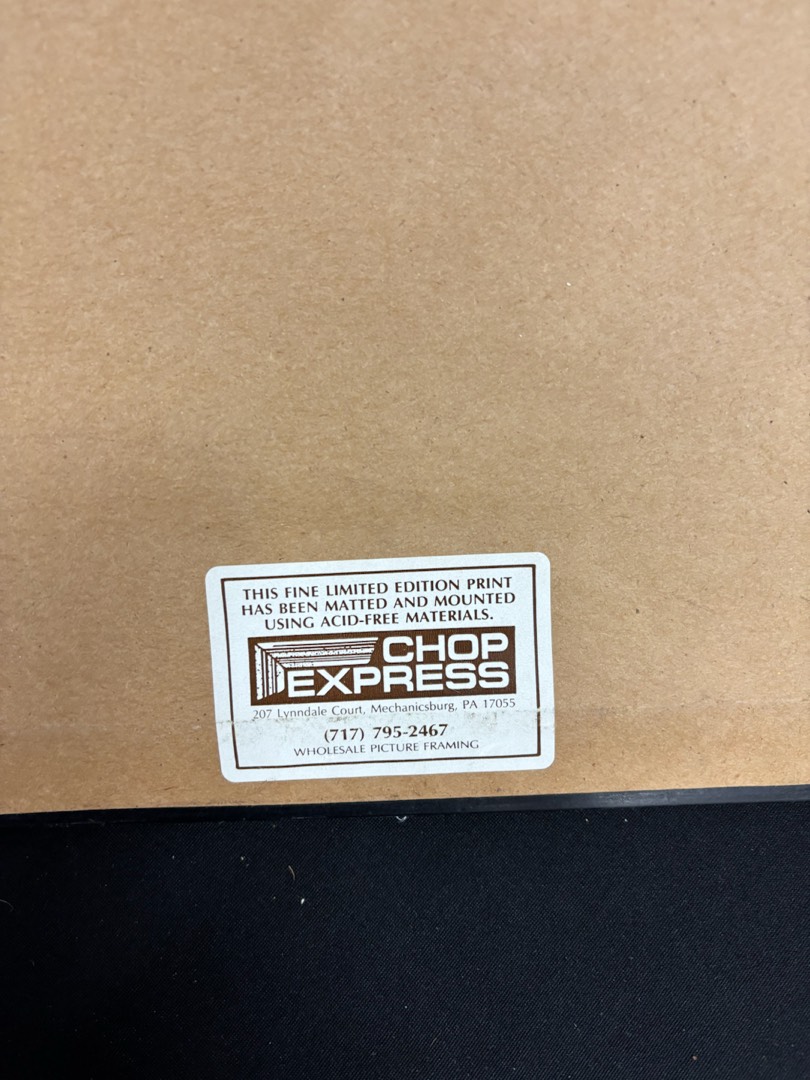 THIS FINE LIMITED EDITION PRINT
HAS BEEN MATTED AND MOUNTED
USING ACID-FREE MATERIALS.
CHOP
EXPRESS
207 Lynndale Court, Mechanicsburg, PA 17055
(717) 795-2467
WHOLESALE PICTURE FRAMING